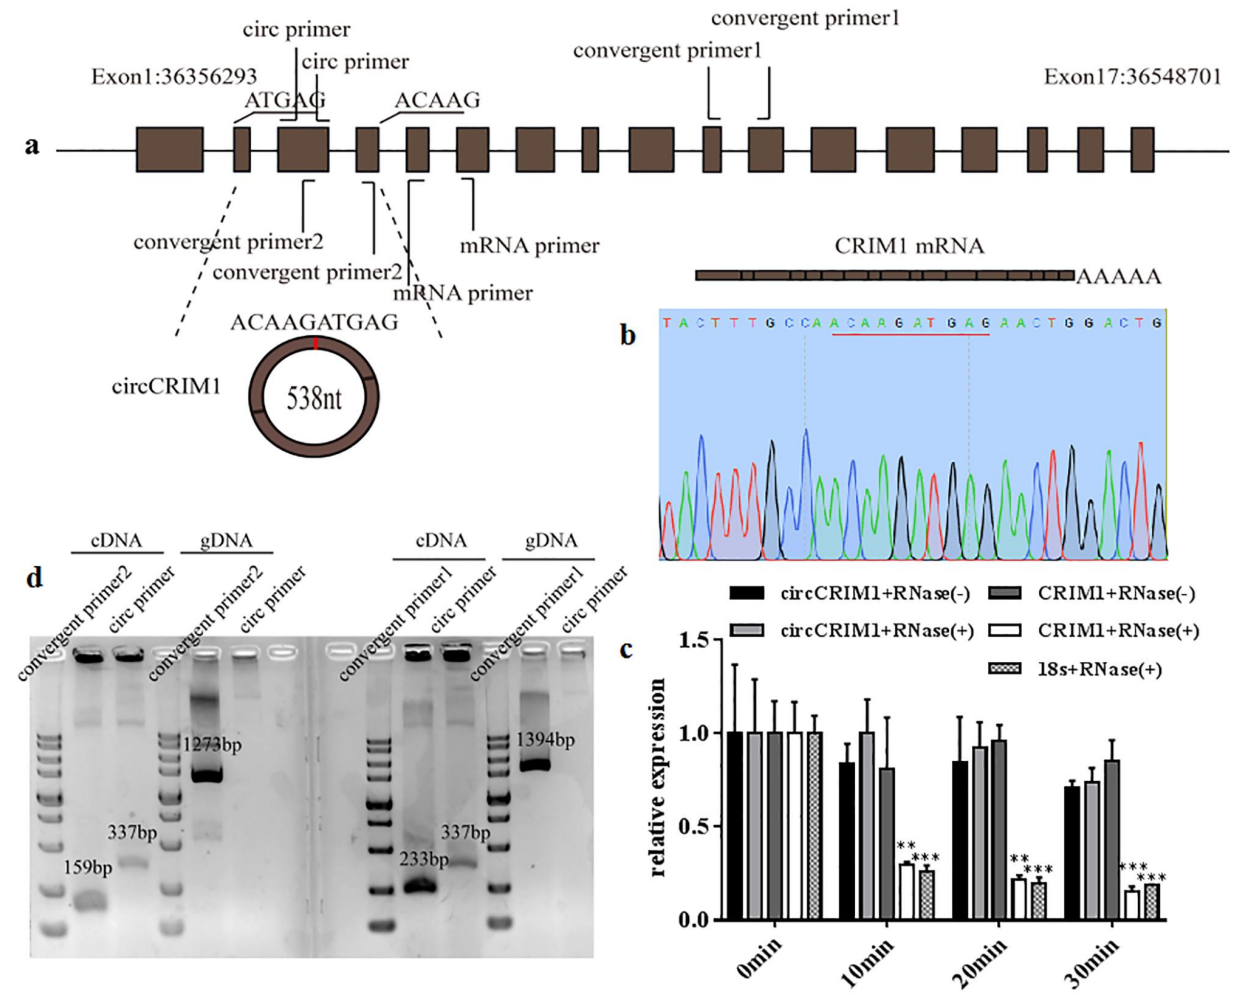 convergent primer1
circ primer
convergent primer1
circ primer
Exon1:36356293
Exon17:36548701
ATGAG
ACAAG
a
convergent primer2
mRNA primer
CRIM1 mRNA
convergent primer2
mRNA primer
AAAAA
ACAAGATGAG
b
TACTTTGCCAACAAGATGAGAACTGGACTG
circCRIM1
538nt
cDNA
gDNA
cDNA
gDNA
d
convergent primer2
circ primer
convergent primer2
circ primer
convergent primer1
circ primer
convergent primer1
circ primer
1273bp
1394bp
337bp
337bp
159bp
233bp
circCRIM1+RNase(-)
CRIM1+RNase(-)
circCRIM1+RNase(+)
CRIM1+RNase(+)
18s+RNase(+)
c
relative expression
1.5
1.0
0.5
0.0
**
***
**
***
***
***
0min
10min
20min
30min